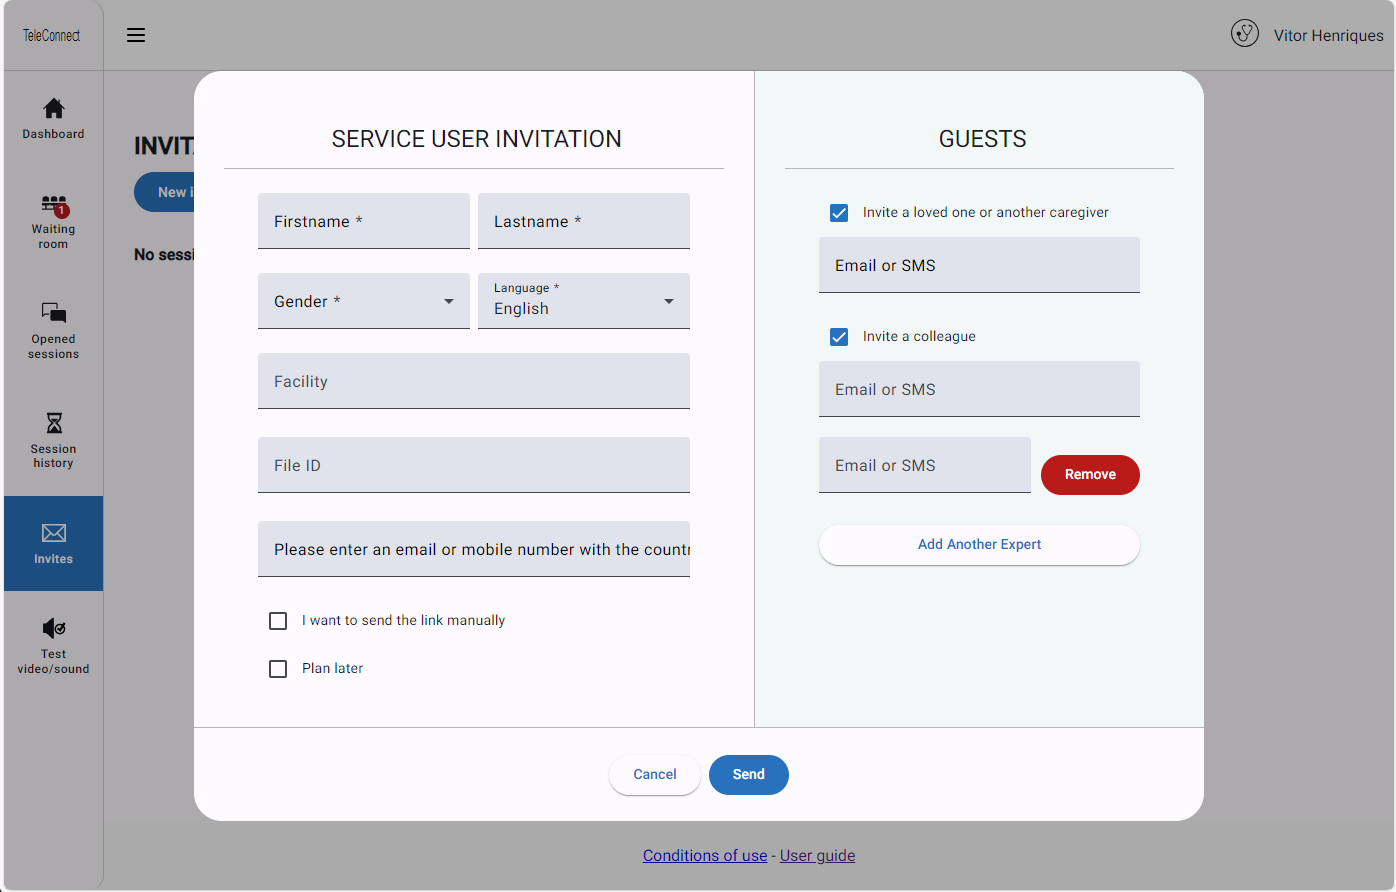 TeleConnect
Vitor Henriques
Dashboard
1
Waiting
room
Opened
sessions
Session
history
Invites
Test
video/sound
INVIT
New i
No sessi
SERVICE USER INVITATION
Firstname *
Lastname *
Gender *
Language *
English
Facility
File ID
Please enter an email or mobile number with the countr
I want to send the link manually
Plan later
GUESTS
Invite a loved one or another caregiver
Email or SMS
Invite a colleague
Email or SMS
Email or SMS
Remove
Add Another Expert
Cancel
Send
Conditions of use - User guide